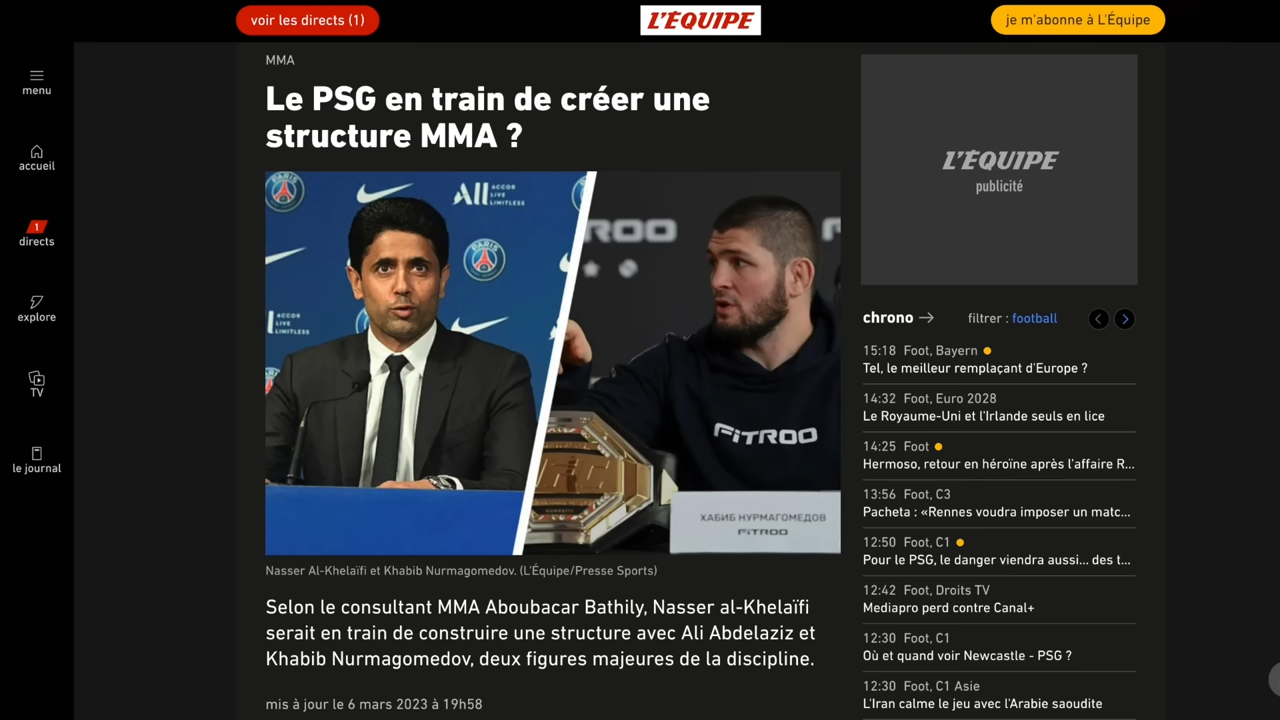 voir les directs (1)
L'ÉQUIPE
je m'abonne à L'Équipe
menu
accueil
1
directs
explore
TV
le journal
MMA
Le PSG en train de créer une
structure MMA ?
PARIS
ALL ACCOR
LIVE
LIMITLESS
PARIS
LIVE
LIMITLESS
ROO
F
FITROO
ХАБИБ НУРМАГОМЕДОВ
FITROO
Nasser Al-Khelaïfi et Khabib Nurmagomedov. (L'Équipe/Presse Sports)
Selon le consultant MMA Aboubacar Bathily, Nasser al-Khelaïfi
serait en train de construire une structure avec Ali Abdelaziz et
Khabib Nurmagomedov, deux figures majeures de la discipline.
mis à jour le 6 mars 2023 à 19h58
L'ÉQUIPE
publicité
chrono → filtrer : football
15:18 Foot, Bayern
Tel, le meilleur remplaçant d'Europe ?
14:32 Foot, Euro 2028
Le Royaume-Uni et l'Irlande seuls en lice
14:25 Foot
Hermoso, retour en héroïne après l'affaire R...
13:56 Foot, C3
Pacheta : «Rennes voudra imposer un matc...
12:50 Foot, C1
Pour le PSG, le danger viendra aussi... des t...
12:42 Foot, Droits TV
Mediapro perd contre Canal+
12:30 Foot, C1
Où et quand voir Newcastle - PSG ?
12:30 Foot, C1 Asie
L'Iran calme le jeu avec l'Arabie saoudite